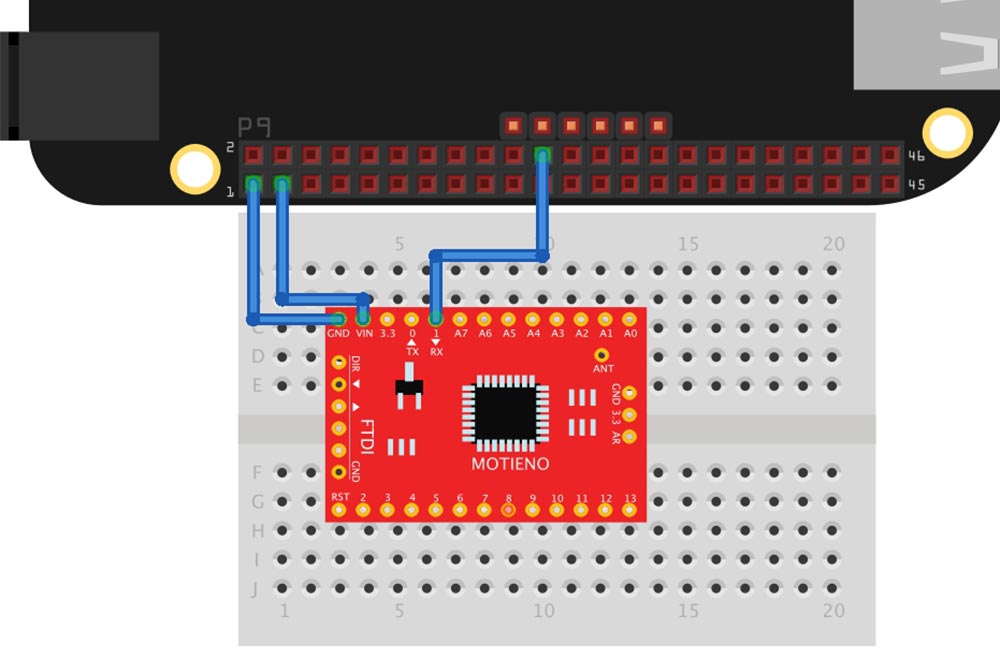 P9
2 46
1 45
5 10 15 20
A
B
C
D
E
GND VIN 3.3 0 1 A7 A6 A5 A4 A3 A2 A1 A0
TX RX
ANT
DIR
FTDI
GND
GND 3.3 AR
MOTIENO
RST 2 3 4 5 6 7 8 9 10 11 12 13
F
G
H
I
J
1 5 10 15 20